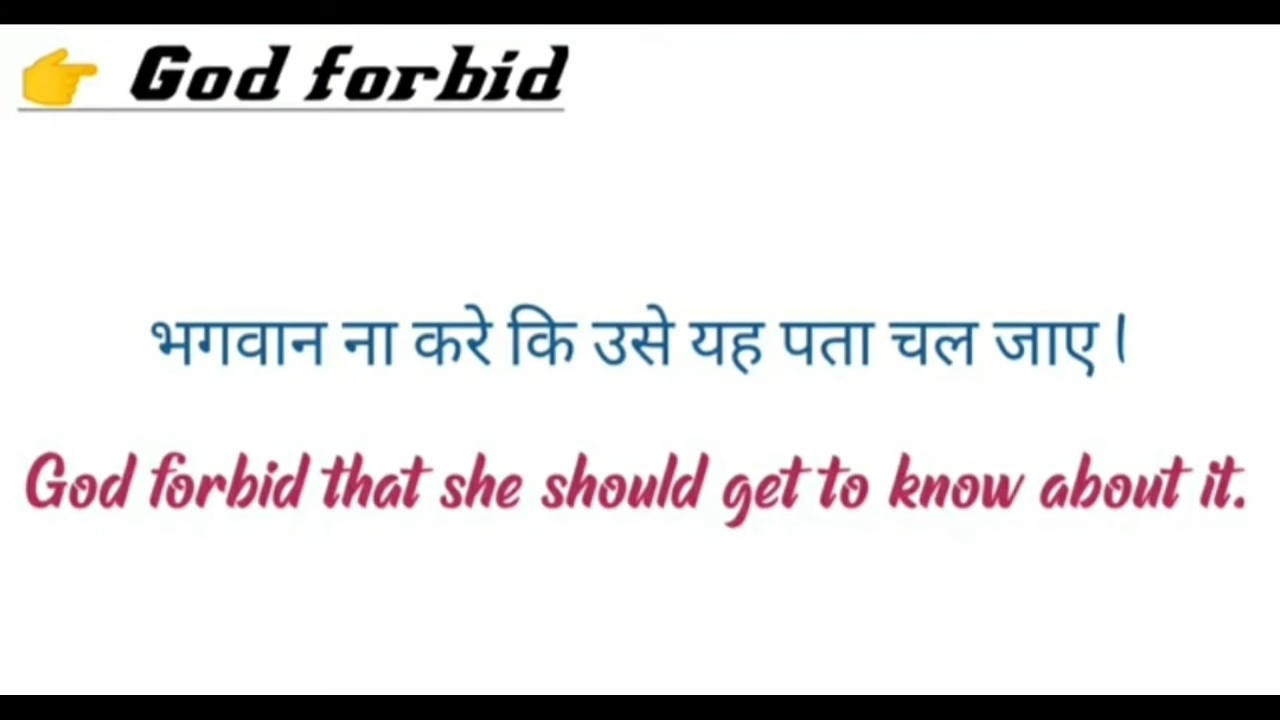 👉 God forbid
भगवान ना करे कि उसे यह पता चल जाए।
God forbid that she should get to know about it.